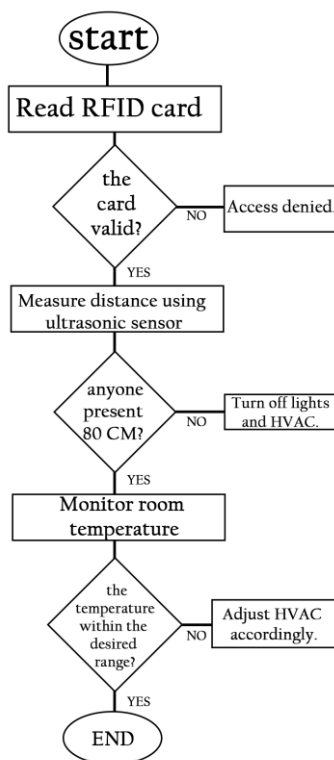 start
Read RFID card
the
card
valid?
NO
Access denied.
YES
Measure distance using
ultrasonic sensor
anyone
present
80 CM?
NO
Turn off lights
and HVAC.
YES
Monitor room
temperature
the
temperature
within the
desired
range?
NO
Adjust HVAC
accordingly.
YES
END